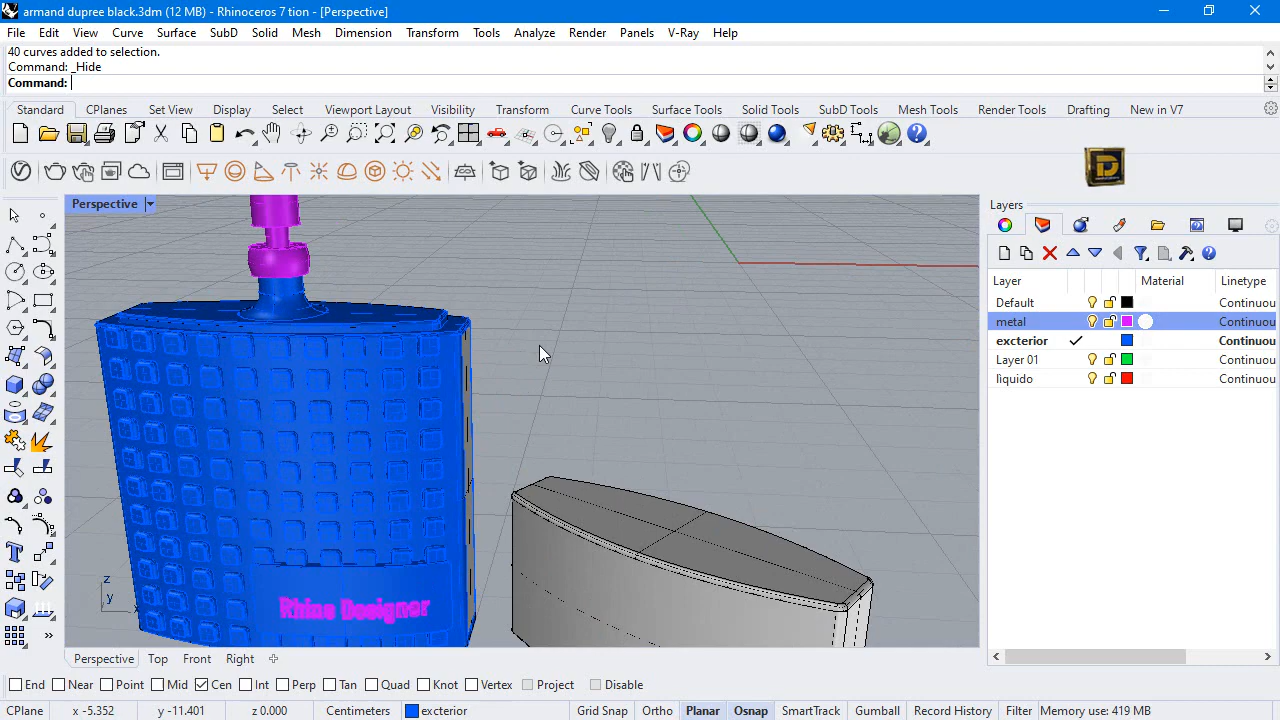 armand dupree black.3dm (12 MB) - Rhinoceros 7 tion - [Perspective]
File Edit View Curve Surface SubD Solid Mesh Dimension Transform Tools Analyze Render Panels V-Ray Help
40 curves added to selection.
Command: _Hide
Command:
Standard CPlanes Set View Display Select Viewport Layout Visibility Transform Curve Tools Surface Tools Solid Tools SubD Tools Mesh Tools Render Tools Drafting New in V7
Perspective
Layers
Layer Material Linetype
Default Continuou
metal Continuou
excterior Continuou
Layer 01 Continuou
liquido Continuou
z
y
x
Rhino Designer
Perspective Top Front Right
End Near Point Mid Cen Int Perp Tan Quad Knot Vertex Project Disable
CPlane x -5.352 y -11.401 z 0.000 Centimeters excterior Grid Snap Ortho Planar Osnap SmartTrack Gumball Record History Filter Memory use: 419 MB